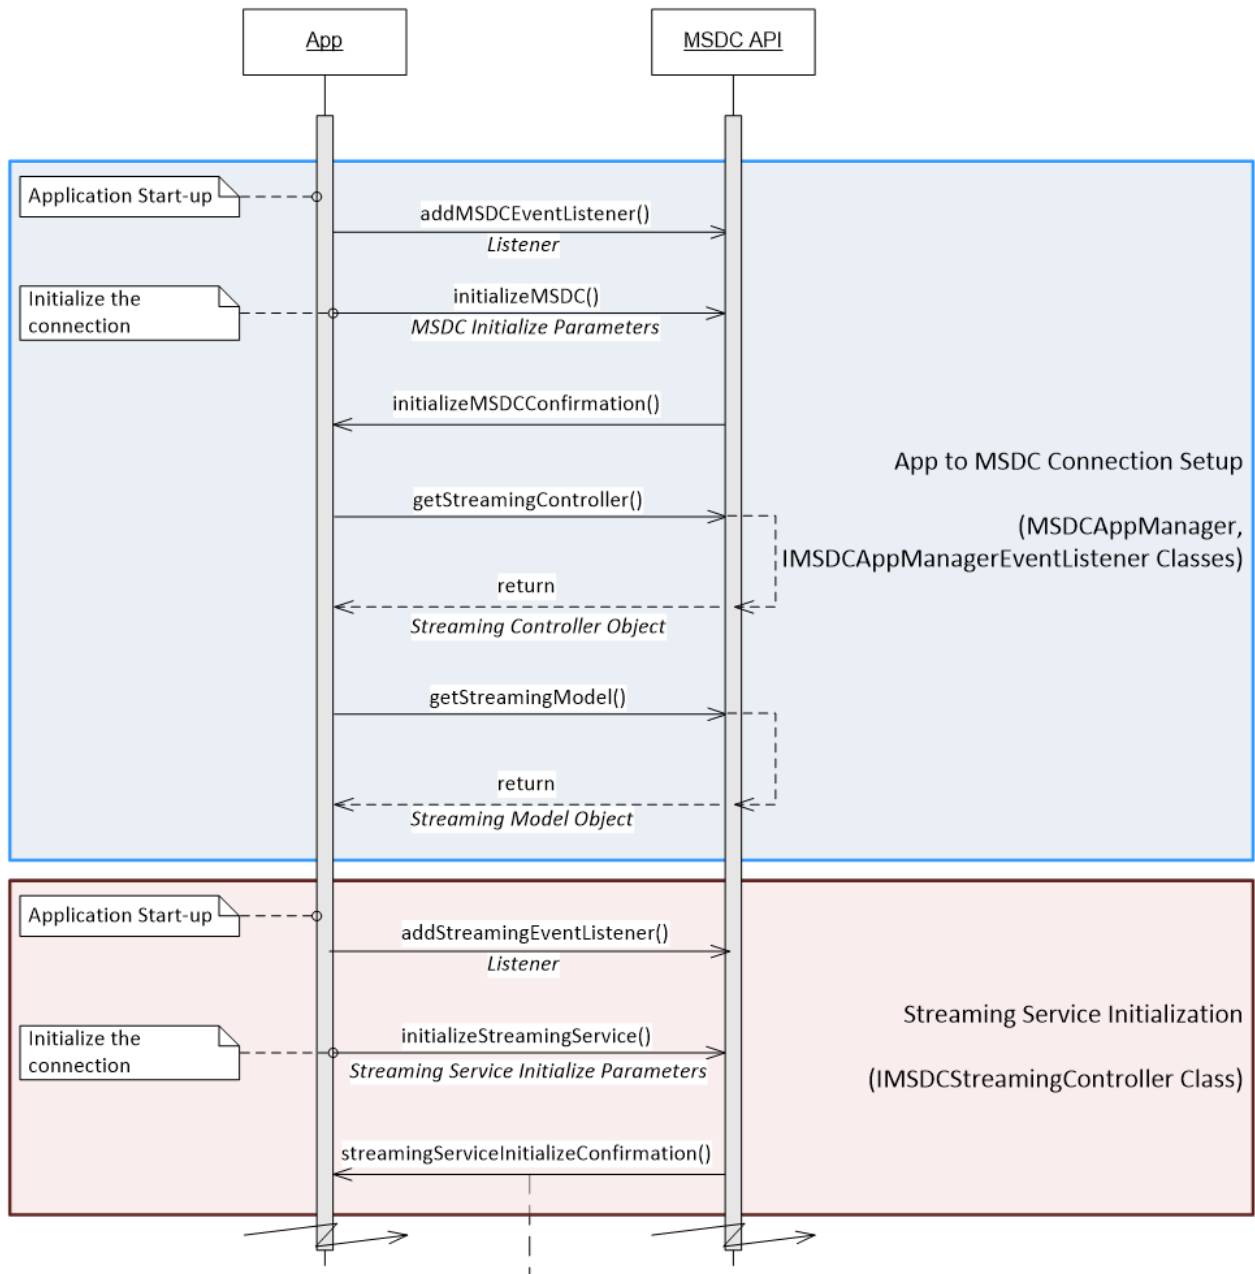 App
MSDC API
Application Start-up
addMSDCEventListener()
Listener
Initialize the
connection
initializeMSDC()
MSDC Initialize Parameters
initializeMSDCConfirmation()
App to MSDC Connection Setup
(MSDCAppManager,
IMSDCAppManagerEventListener Classes)
getStreamingController()
return
Streaming Controller Object
getStreamingModel()
return
Streaming Model Object
Application Start-up
addStreamingEventListener()
Listener
Streaming Service Initialization
(IMSDCStreamingController Class)
Initialize the
connection
initializeStreamingService()
Streaming Service Initialize Parameters
streamingServiceInitializeConfirmation()